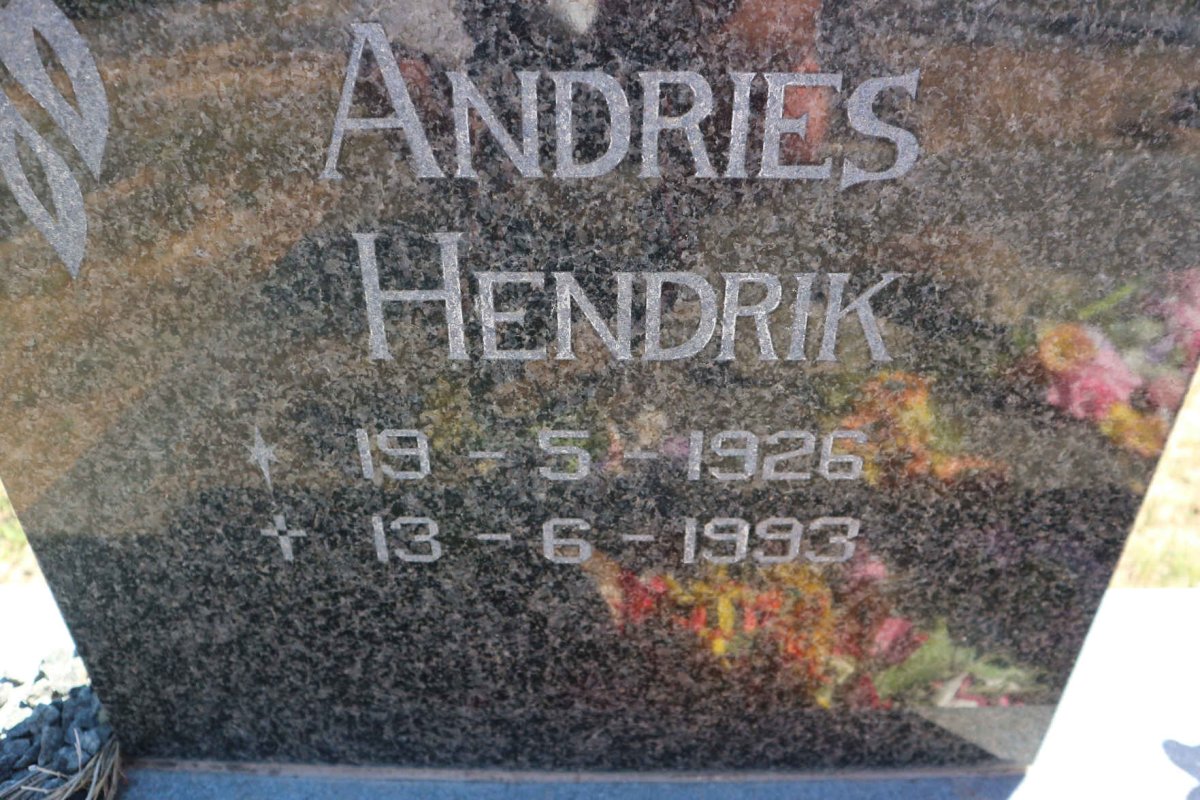 ANDRIES
HENDRIK
19 - 5 - 1926
13 - 6 - 1993